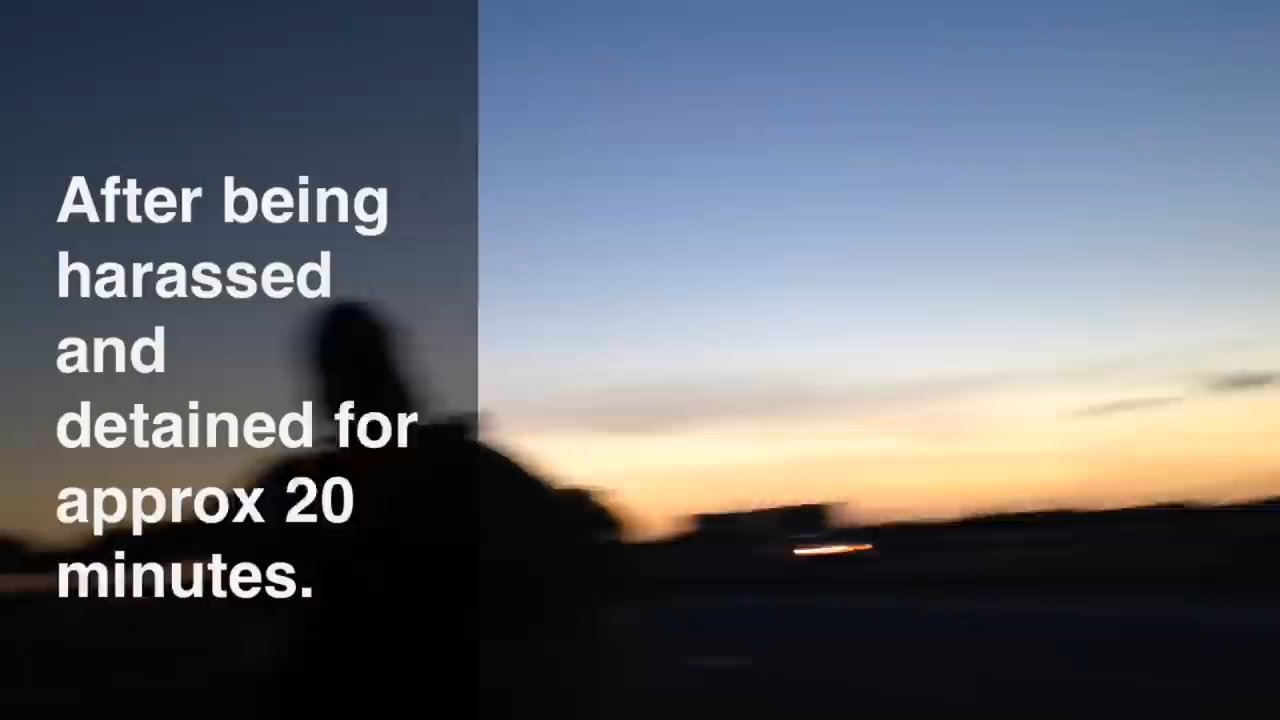 After being
harassed
and
detained for
approx 20
minutes.